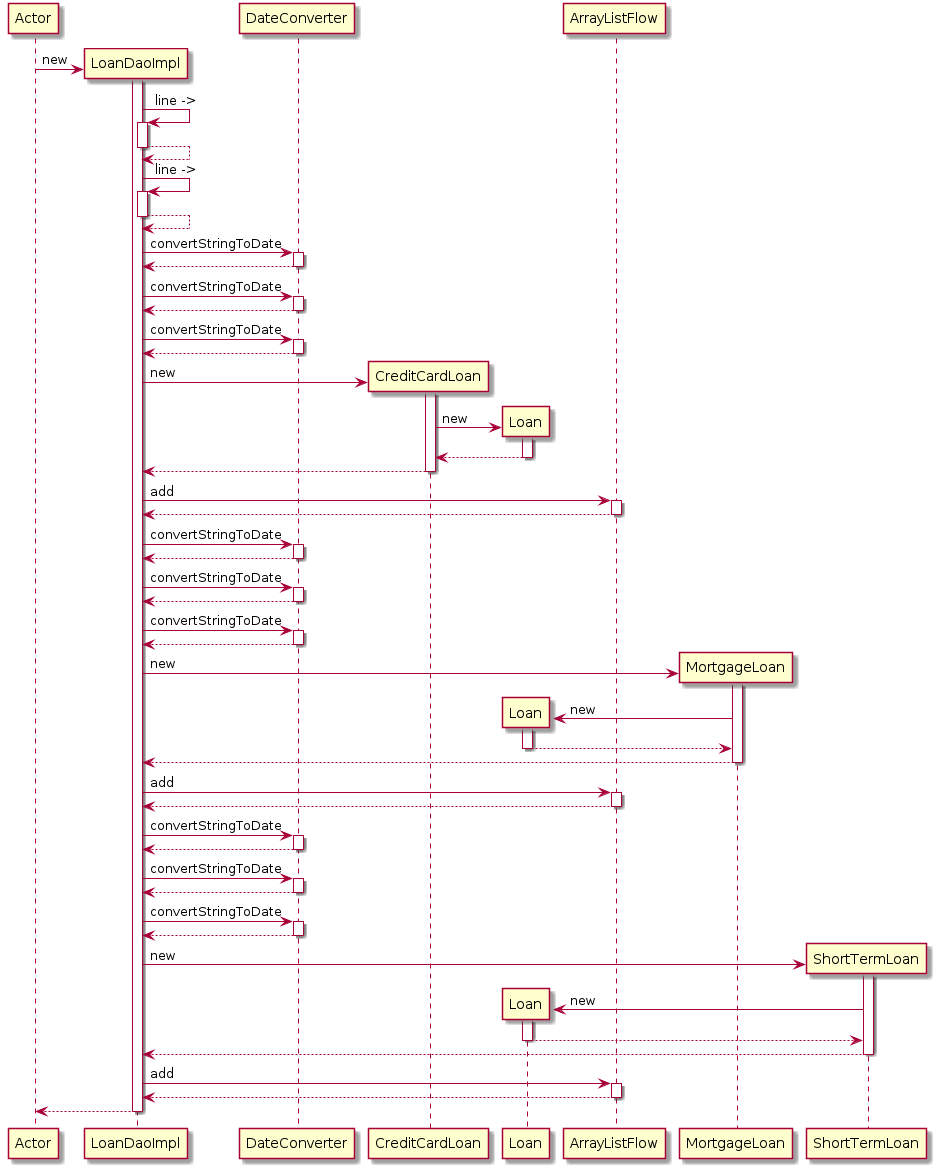 Actor DateConverter ArrayListFlow
new LoanDaoImpl
line ->
line ->
convertStringToDate
convertStringToDate
convertStringToDate
new CreditCardLoan
new Loan
add
convertStringToDate
convertStringToDate
convertStringToDate
new MortgageLoan
Loan new
add
convertStringToDate
convertStringToDate
convertStringToDate
new ShortTermLoan
Loan new
add
Actor LoanDaoImpl DateConverter CreditCardLoan Loan ArrayListFlow MortgageLoan ShortTermLoan